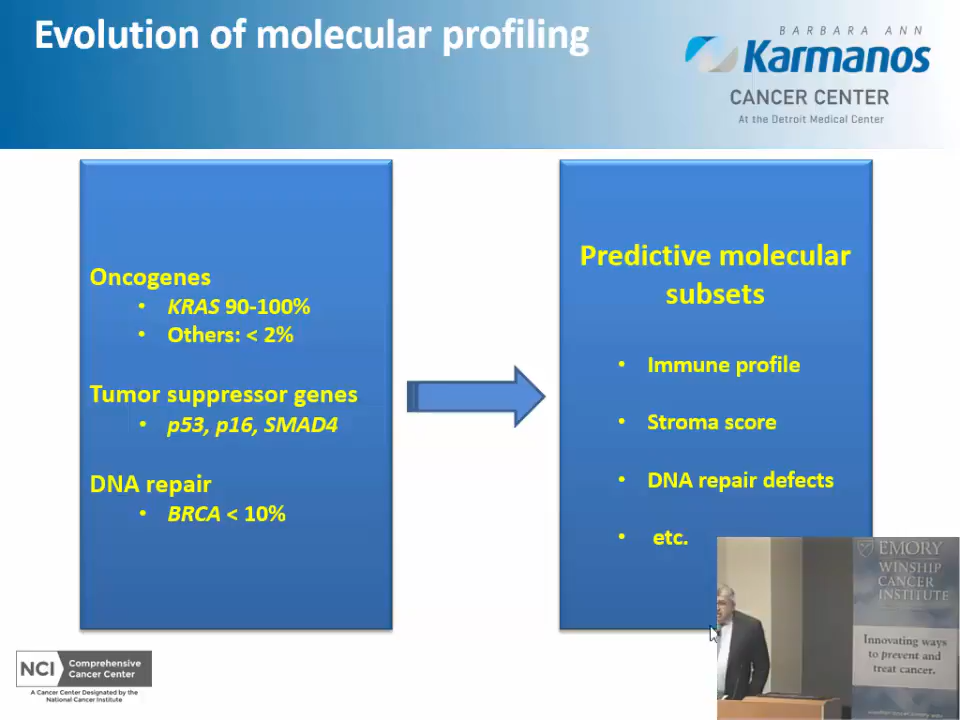 Evolution of molecular profiling
BARBARA ANN
Karmanos
CANCER CENTER
At the Detroit Medical Center
Oncogenes
• KRAS 90-100%
• Others: < 2%
Tumor suppressor genes
• p53, p16, SMAD4
DNA repair
• BRCA < 10%
Predictive molecular
subsets
• Immune profile
• Stroma score
• DNA repair defects
• etc.
NCI
Comprehensive
Cancer Center
A Cancer Center Designated by the
National Cancer Institute
EMORY
WINSHIP
CANCER
INSTITUTE
Innovating ways
to prevent and
treat cancer.